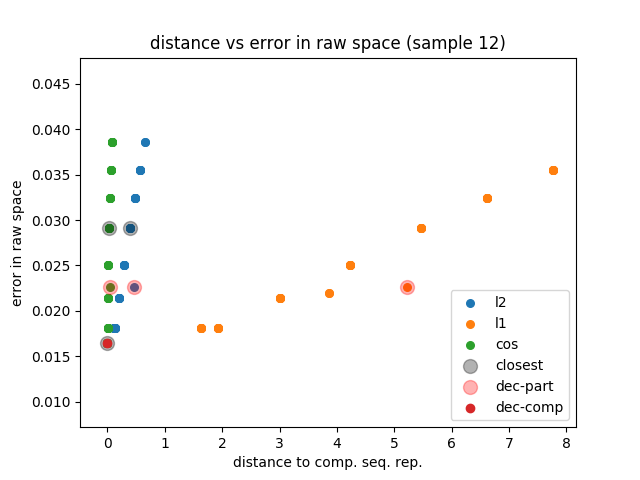 distance vs error in raw space (sample 12)
error in raw space
0.045
0.040
0.035
0.030
0.025
0.020
0.015
0.010
0 1 2 3 4 5 6 7 8
distance to comp. seq. rep.
l2
l1
cos
closest
dec-part
dec-comp